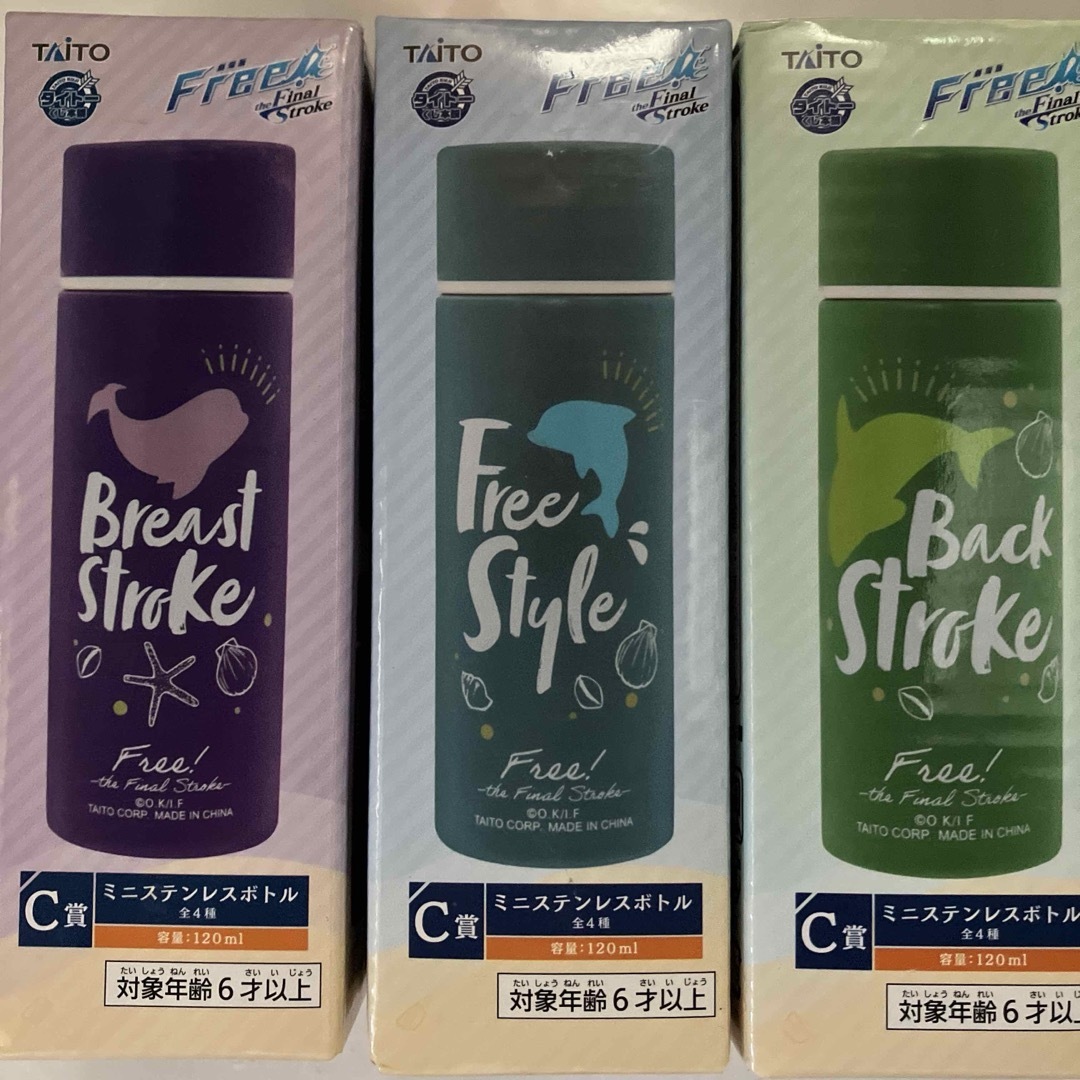 TAITO
タイトー
くじ本舗
Free!
the Final
Stroke
Breast
Stroke
Free!
-the Final Stroke-
©O.K/I.F
TAITO CORP. MADE IN CHINA
C賞
ミニステンレスボトル
全4種
容量:120ml
たいしょうねんれい さいいじょう
対象年齢6才以上
TAITO
タイトー
くじ本舗
Free!
the Final
Stroke
Free
Style
Free!
-the Final Stroke-
©O.K/I.F
TAITO CORP. MADE IN CHINA
C賞
ミニステンレスボトル
全4種
容量:120ml
たいしょうねんれい さいいじょう
対象年齢6才以上
TAITO
タイトー
くじ本舗
Free!
the Final
Stroke
Back
Stroke
Free!
-the Final Stroke-
©O.K/I.F
TAITO CORP. MADE IN CHINA
C賞
ミニステンレスボトル
全4種
容量:120ml
たいしょうねんれい さいいじょ
対象年齢6才以上